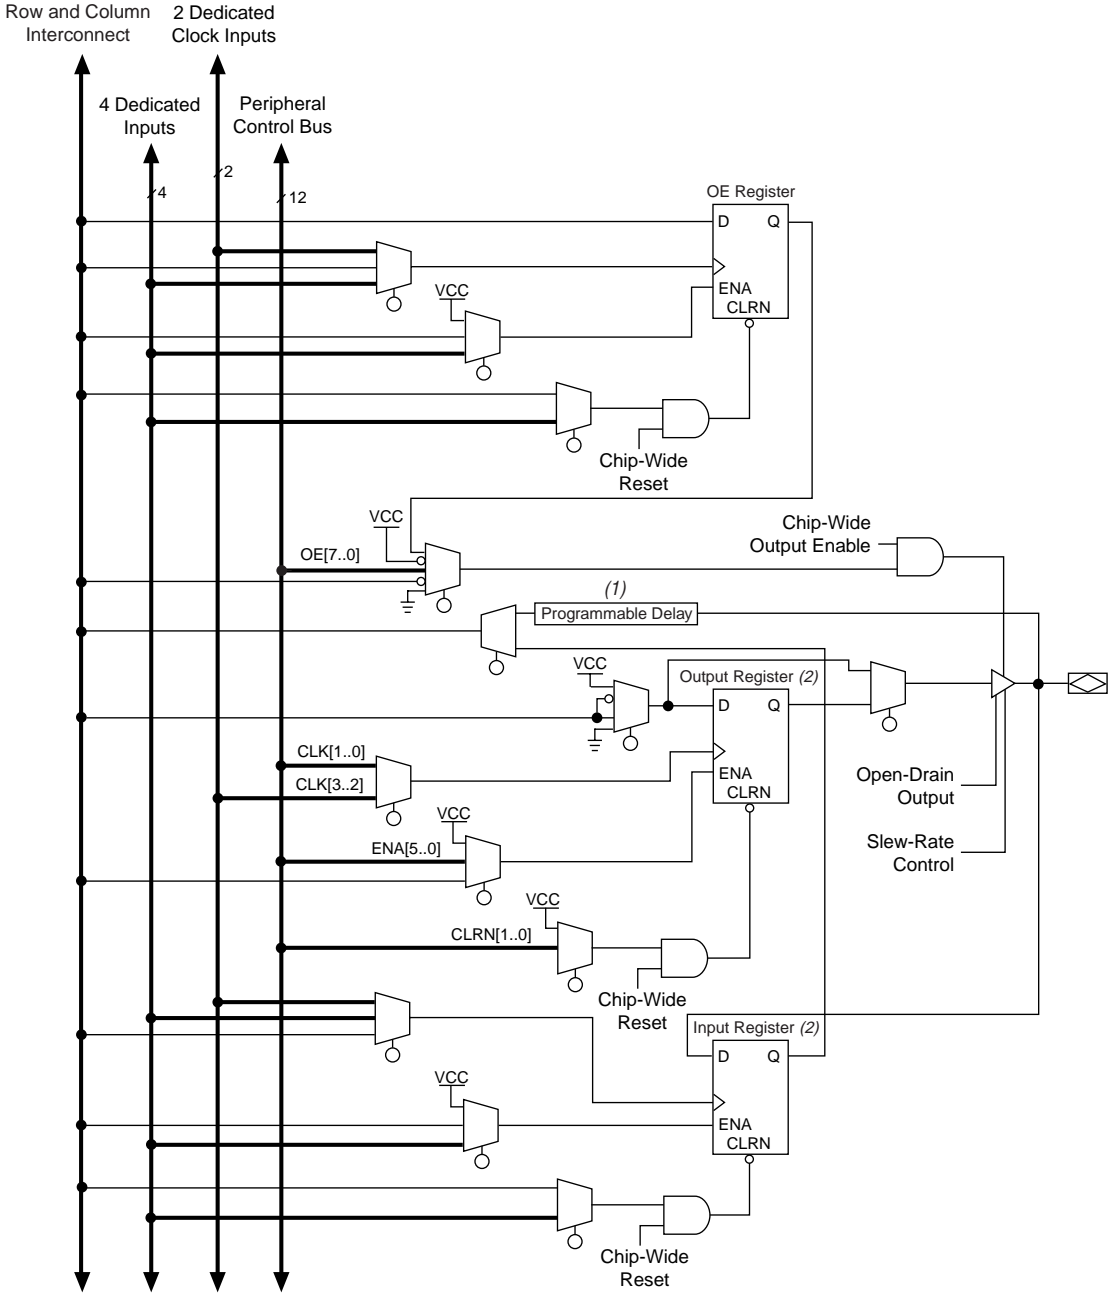 Row and Column
Interconnect
2 Dedicated
Clock Inputs
4 Dedicated
Inputs
Peripheral
Control Bus
2
4
12
OE Register
D Q
ENA
CLRN
VCC
Chip-Wide
Reset
VCC
OE[7..0]
Chip-Wide
Output Enable
(1)
Programmable Delay
VCC
Output Register (2)
D Q
ENA
CLRN
CLK[1..0]
CLK[3..2]
VCC
ENA[5..0]
Open-Drain
Output
Slew-Rate
Control
VCC
CLRN[1..0]
Chip-Wide
Reset
Input Register (2)
D Q
ENA
CLRN
VCC
Chip-Wide
Reset